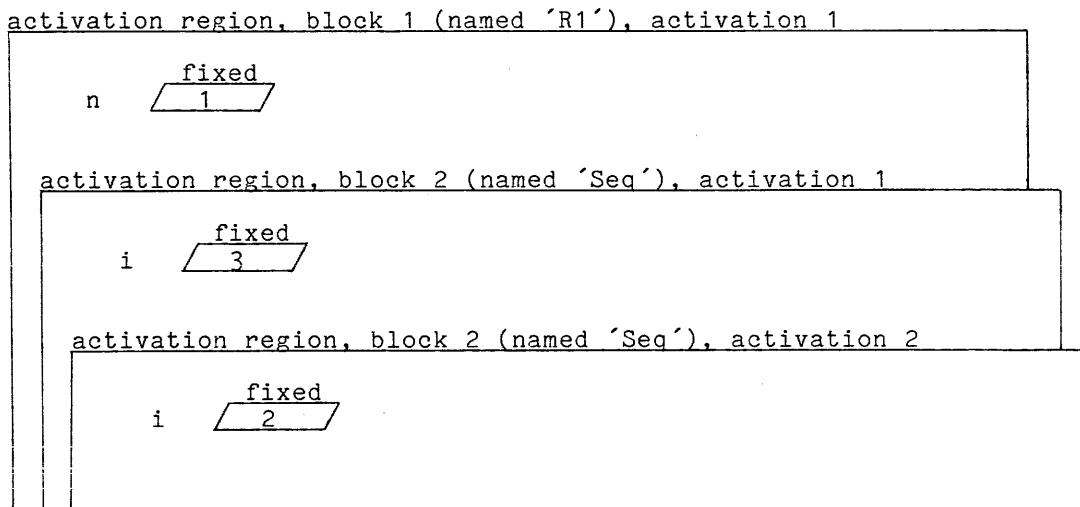 activation region, block 1 (named ´R1´), activation 1
fixed
n 1
activation region, block 2 (named ´Seq´), activation 1
fixed
i 3
activation region, block 2 (named ´Seq´), activation 2
fixed
i 2